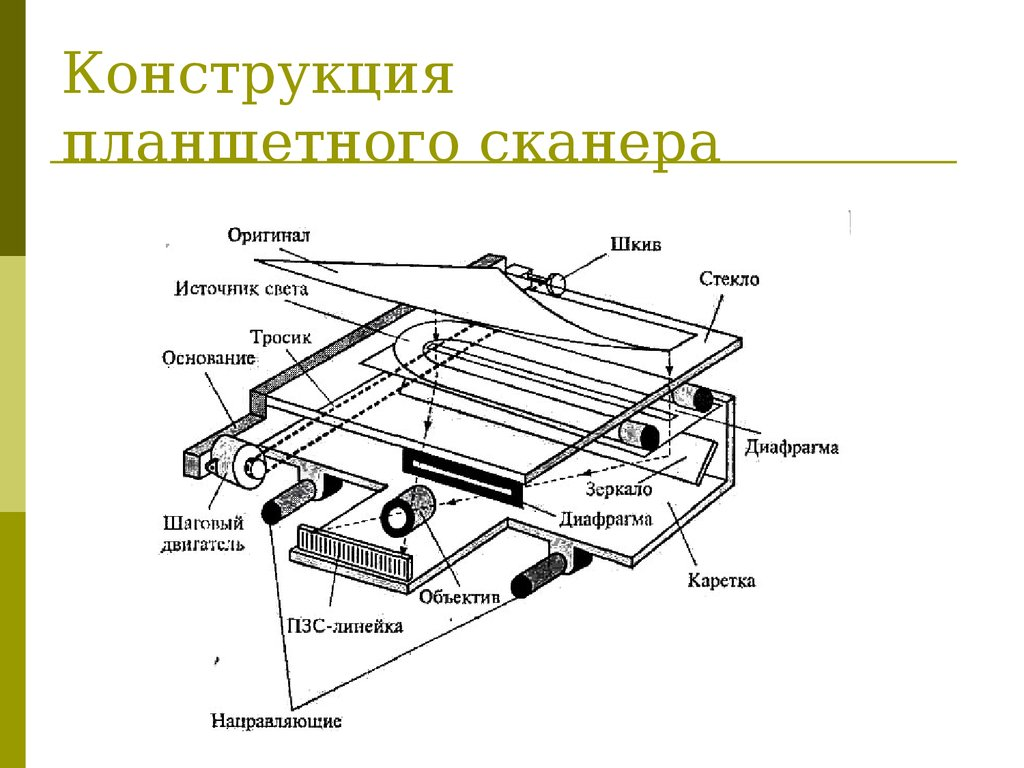 Конструкция
планшетного сканера
Оригинал
Шкив
Источник света
Стекло
Тросик
Основание
Диафрагма
Зеркало
Диафрагма
Шаговый
двигатель
Каретка
Объектив
ПЗС-линейка
Направляющие